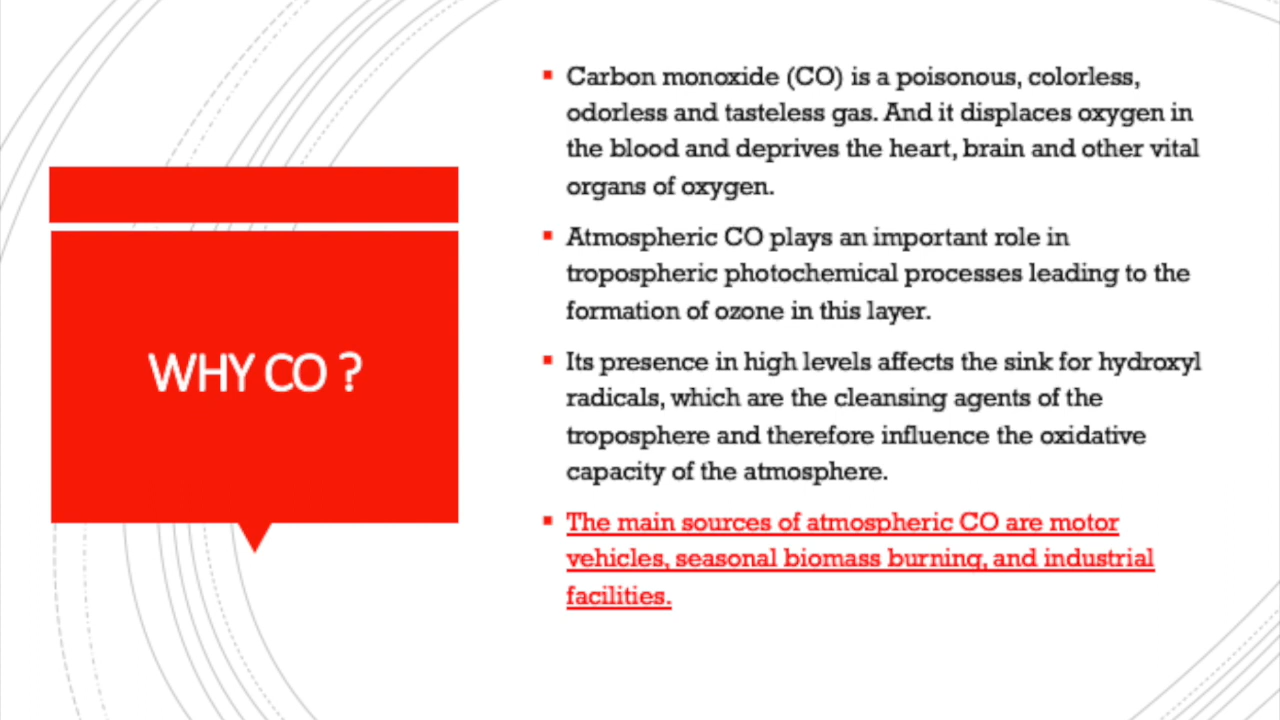 WHY CO ?
Carbon monoxide (CO) is a poisonous, colorless,
odorless and tasteless gas. And it displaces oxygen in
the blood and deprives the heart, brain and other vital
organs of oxygen.
Atmospheric CO plays an important role in
tropospheric photochemical processes leading to the
formation of ozone in this layer.
Its presence in high levels affects the sink for hydroxyl
radicals, which are the cleansing agents of the
troposphere and therefore influence the oxidative
capacity of the atmosphere.
The main sources of atmospheric CO are motor
vehicles, seasonal biomass burning, and industrial
facilities.